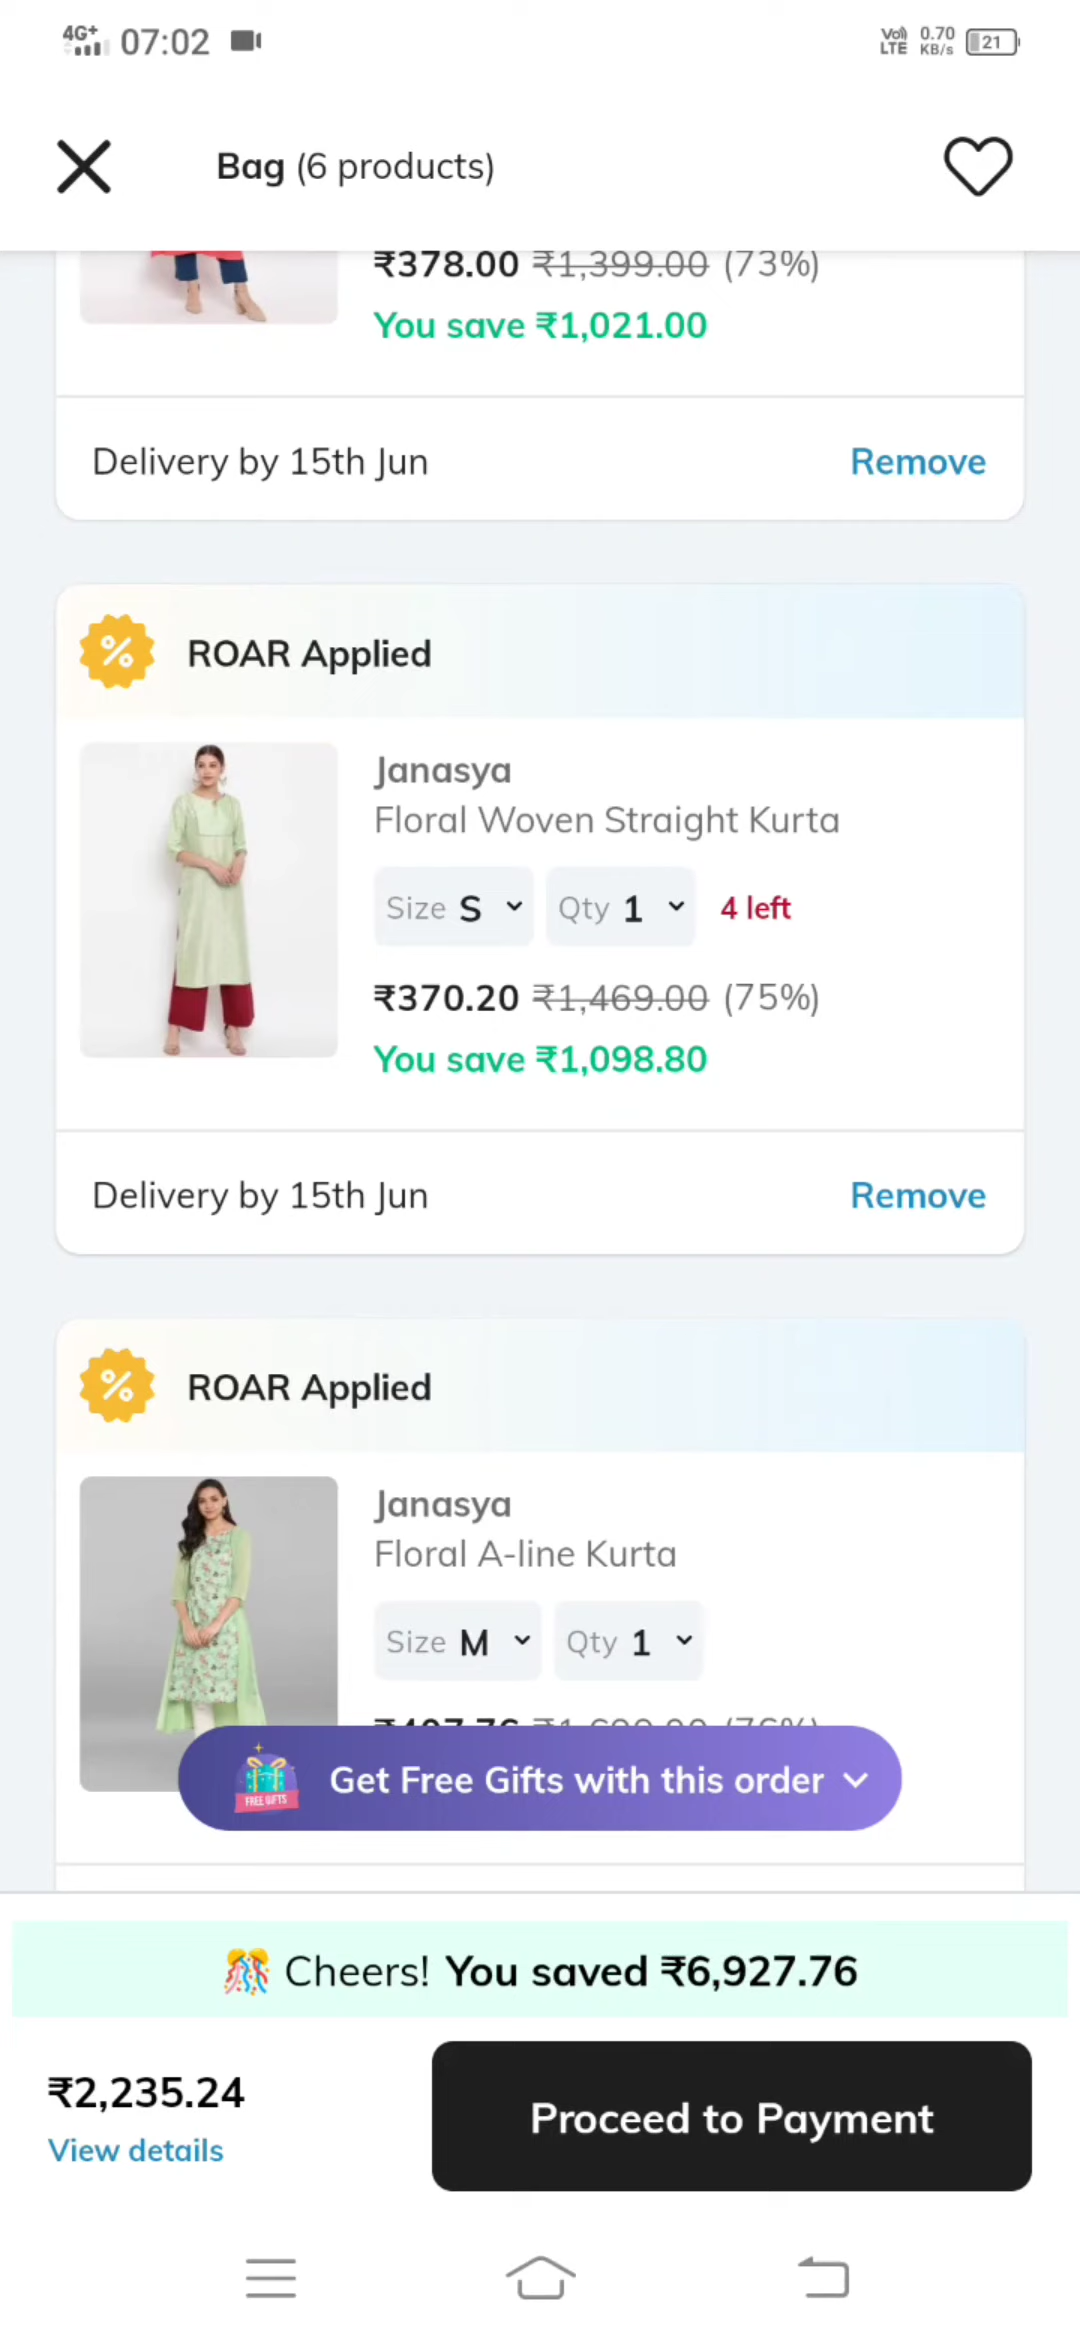 4G+ 07:02 Vo)) LTE 0.70 KB/s 21
Bag (6 products)
₹378.00 ₹1,399.00 (73%)
You save ₹1,021.00
Delivery by 15th Jun Remove
% ROAR Applied
Janasya
Floral Woven Straight Kurta
Size S Qty 1 4 left
₹370.20 ₹1,469.00 (75%)
You save ₹1,098.80
Delivery by 15th Jun Remove
% ROAR Applied
Janasya
Floral A-line Kurta
Size M Qty 1
FREE GIFTS Get Free Gifts with this order
Cheers! You saved ₹6,927.76
₹2,235.24
View details
Proceed to Payment